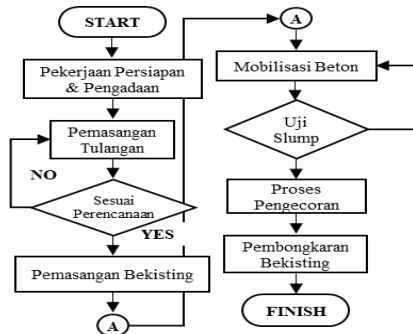 START
Pekerjaan Persiapan
& Pengadaan
Pemasangan
Tulangan
NO
Sesuai
Perencanaan
YES
Pemasangan Bekisting
A
A
Mobilisasi Beton
Uji
Slump
Proses
Pengecoran
Pembongkaran
Bekisting
FINISH